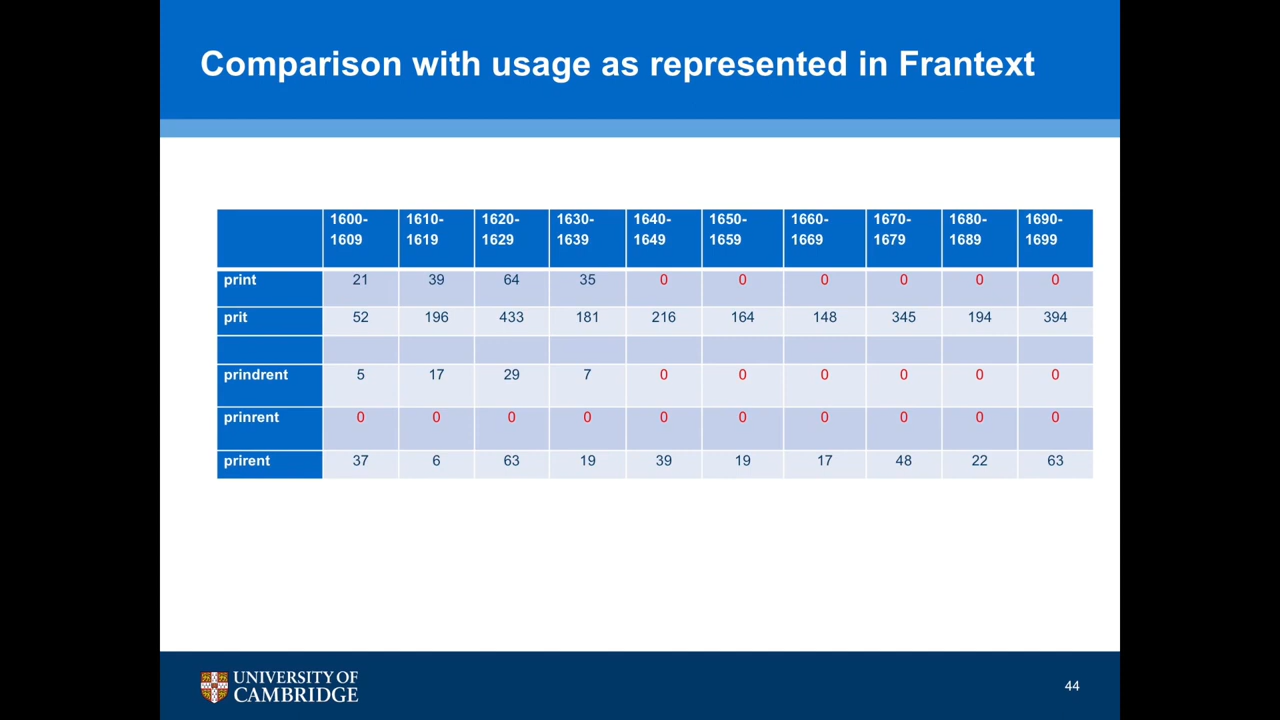 Comparison with usage as represented in Frantext
1600-1609 1610-1619 1620-1629 1630-1639 1640-1649 1650-1659 1660-1669 1670-1679 1680-1689 1690-1699
print 21 39 64 35 0 0 0 0 0 0
prit 52 196 433 181 216 164 148 345 194 394
prindrent 5 17 29 7 0 0 0 0 0 0
prinrent 0 0 0 0 0 0 0 0 0 0
prirent 37 6 63 19 39 19 17 48 22 63
UNIVERSITY OF
CAMBRIDGE
44